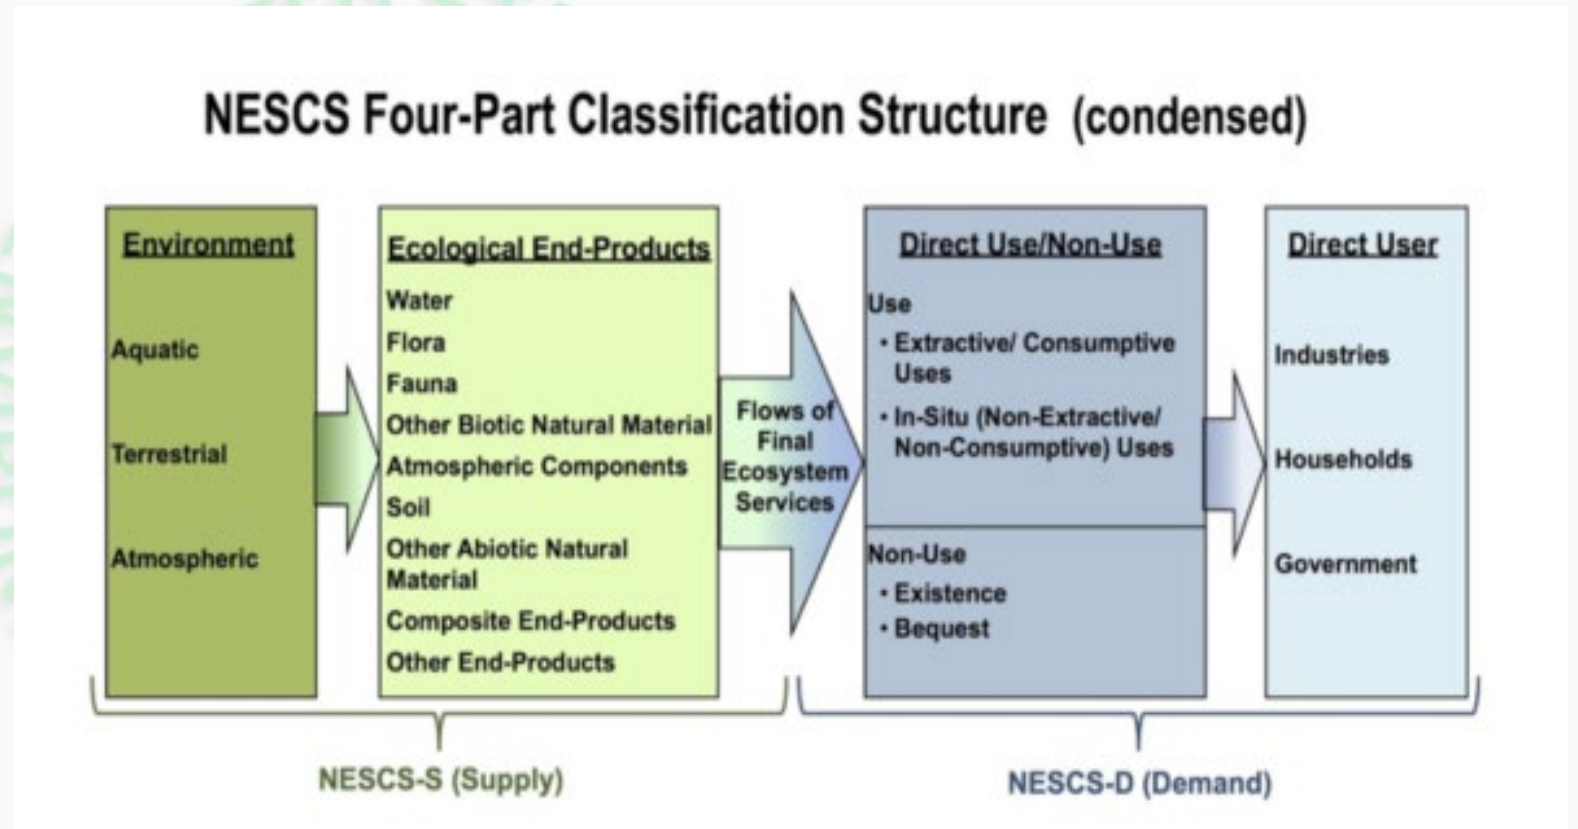 NESCS Four-Part Classification Structure (condensed)
Environment
Aquatic
Terrestrial
Atmospheric
Ecological End-Products
Water
Flora
Fauna
Other Biotic Natural Material
Atmospheric Components
Soil
Other Abiotic Natural
Material
Composite End-Products
Other End-Products
Flows of
Final
Ecosystem
Services
Direct Use/Non-Use
Use
• Extractive/ Consumptive
Uses
• In-Situ (Non-Extractive/
Non-Consumptive) Uses
Non-Use
• Existence
• Bequest
Direct User
Industries
Households
Government
NESCS-S (Supply)
NESCS-D (Demand)